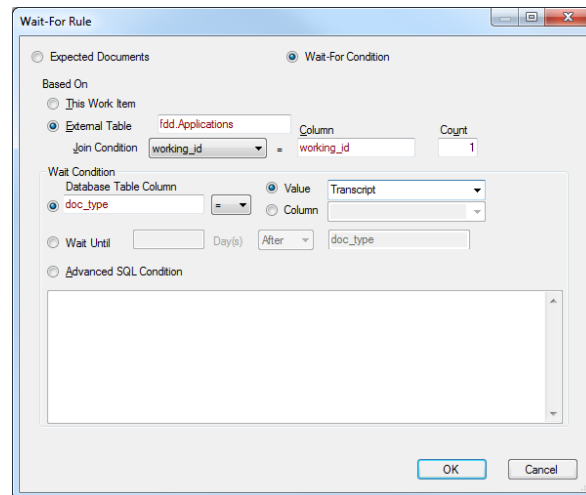 Wait-For Rule
Expected Documents Wait-For Condition
Based On
This Work Item
External Table fdd.Applications Column Count
Join Condition working_id = working_id 1
Wait Condition
Database Table Column Value Transcript
doc_type = Column
Wait Until Day(s) After doc_type
Advanced SQL Condition
OK Cancel